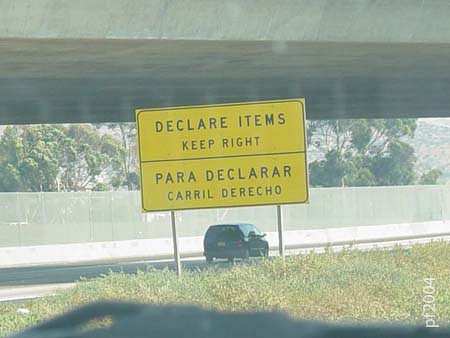 DECLARE ITEMS
KEEP RIGHT
PARA DECLARAR
CARRIL DERECHO
pf2004